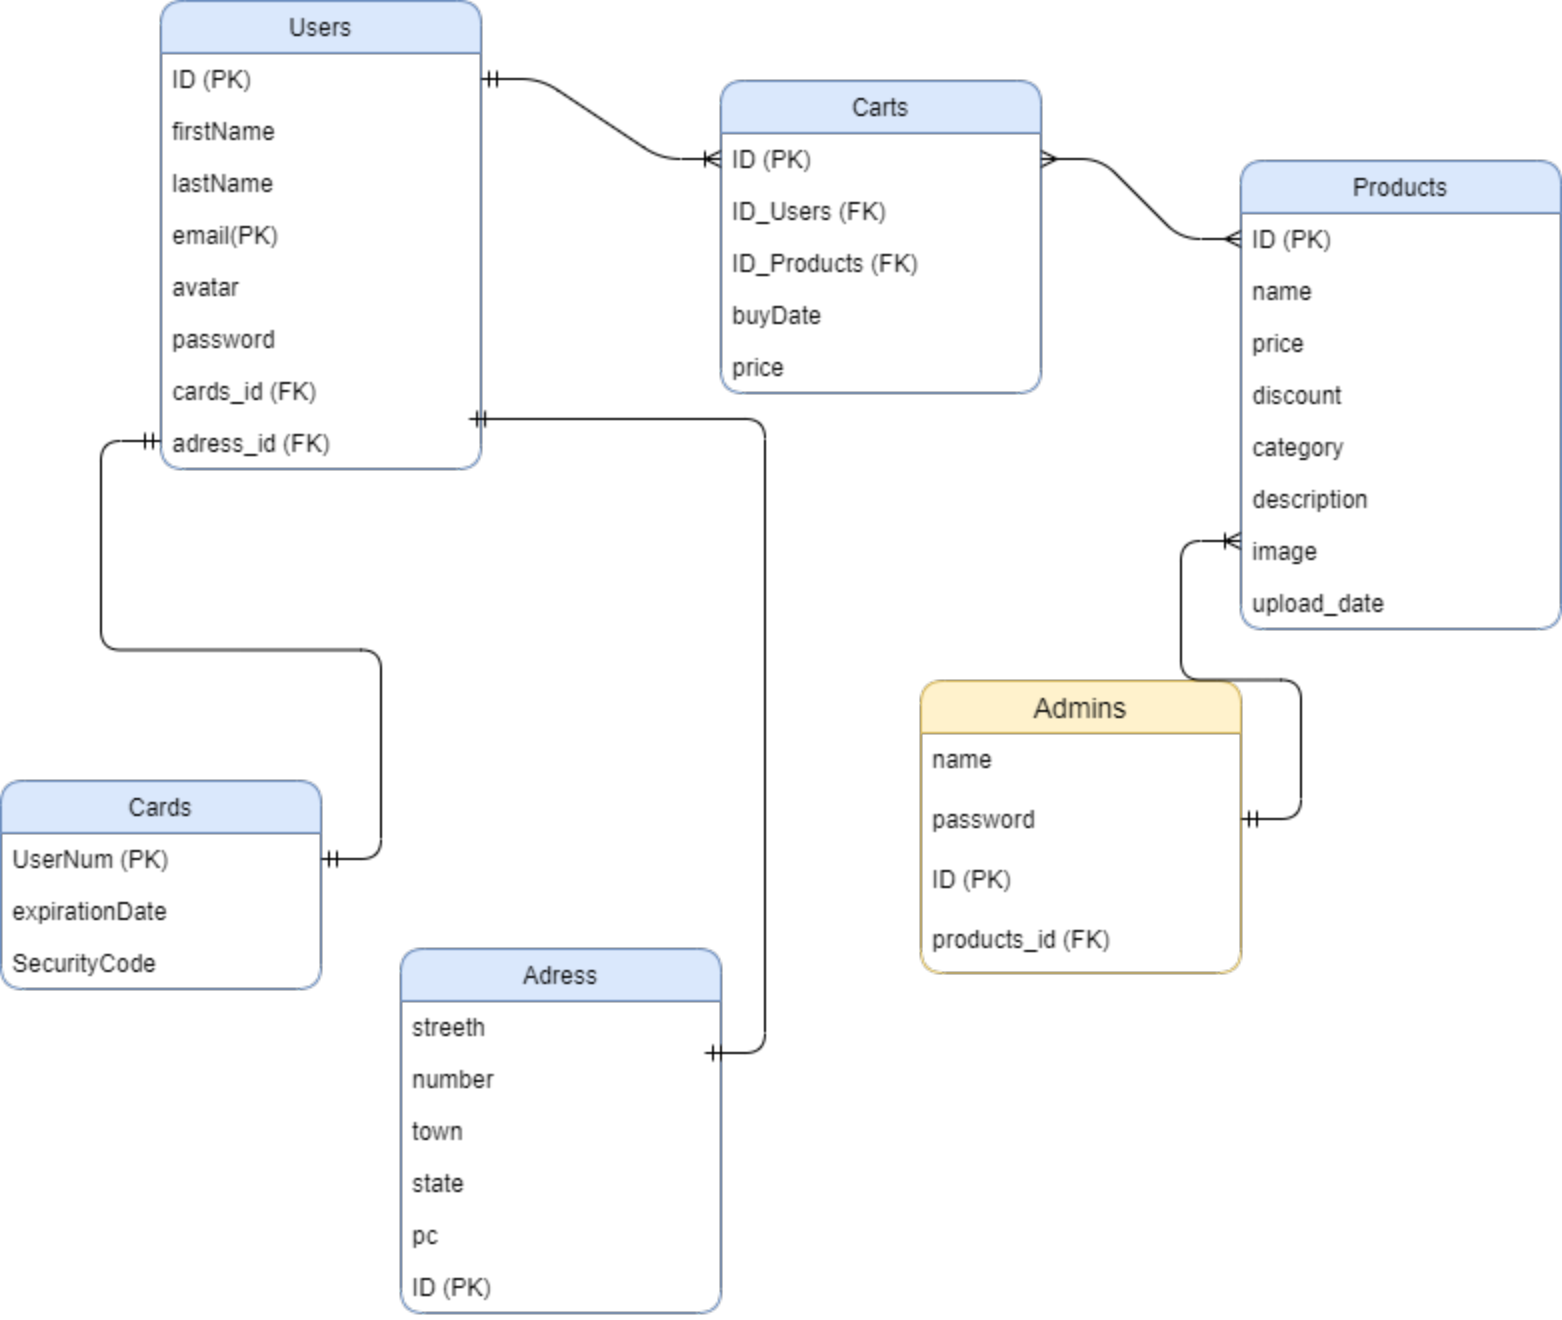 Users
ID (PK)
firstName
lastName
email(PK)
avatar
password
cards_id (FK)
adress_id (FK)
Carts
ID (PK)
ID_Users (FK)
ID_Products (FK)
buyDate
price
Products
ID (PK)
name
price
discount
category
description
image
upload_date
Admins
name
password
ID (PK)
products_id (FK)
Cards
UserNum (PK)
expirationDate
SecurityCode
Adress
streeth
number
town
state
pc
ID (PK)